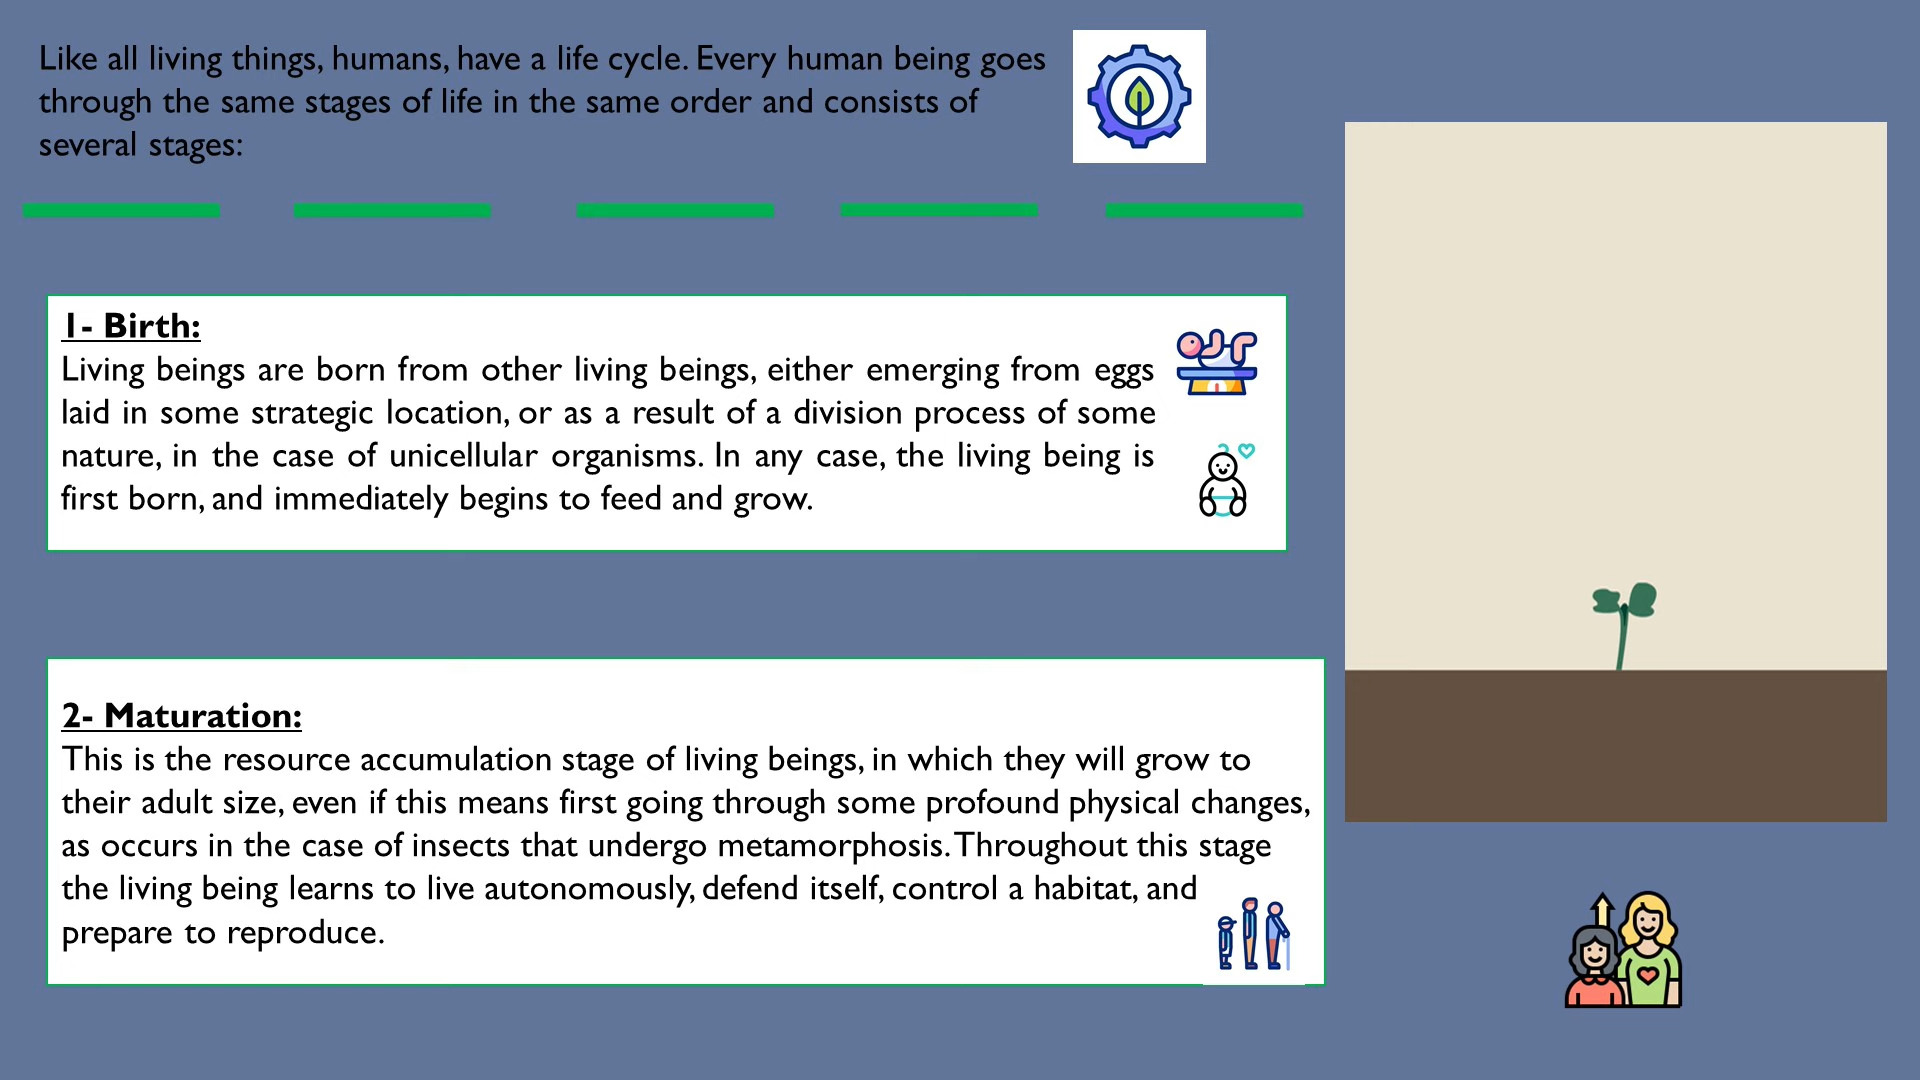 Like all living things, humans, have a life cycle. Every human being goes
through the same stages of life in the same order and consists of
several stages:
1- Birth:
Living beings are born from other living beings, either emerging from eggs
laid in some strategic location, or as a result of a division process of some
nature, in the case of unicellular organisms. In any case, the living being is
first born, and immediately begins to feed and grow.
2- Maturation:
This is the resource accumulation stage of living beings, in which they will grow to
their adult size, even if this means first going through some profound physical changes,
as occurs in the case of insects that undergo metamorphosis. Throughout this stage
the living being learns to live autonomously, defend itself, control a habitat, and
prepare to reproduce.